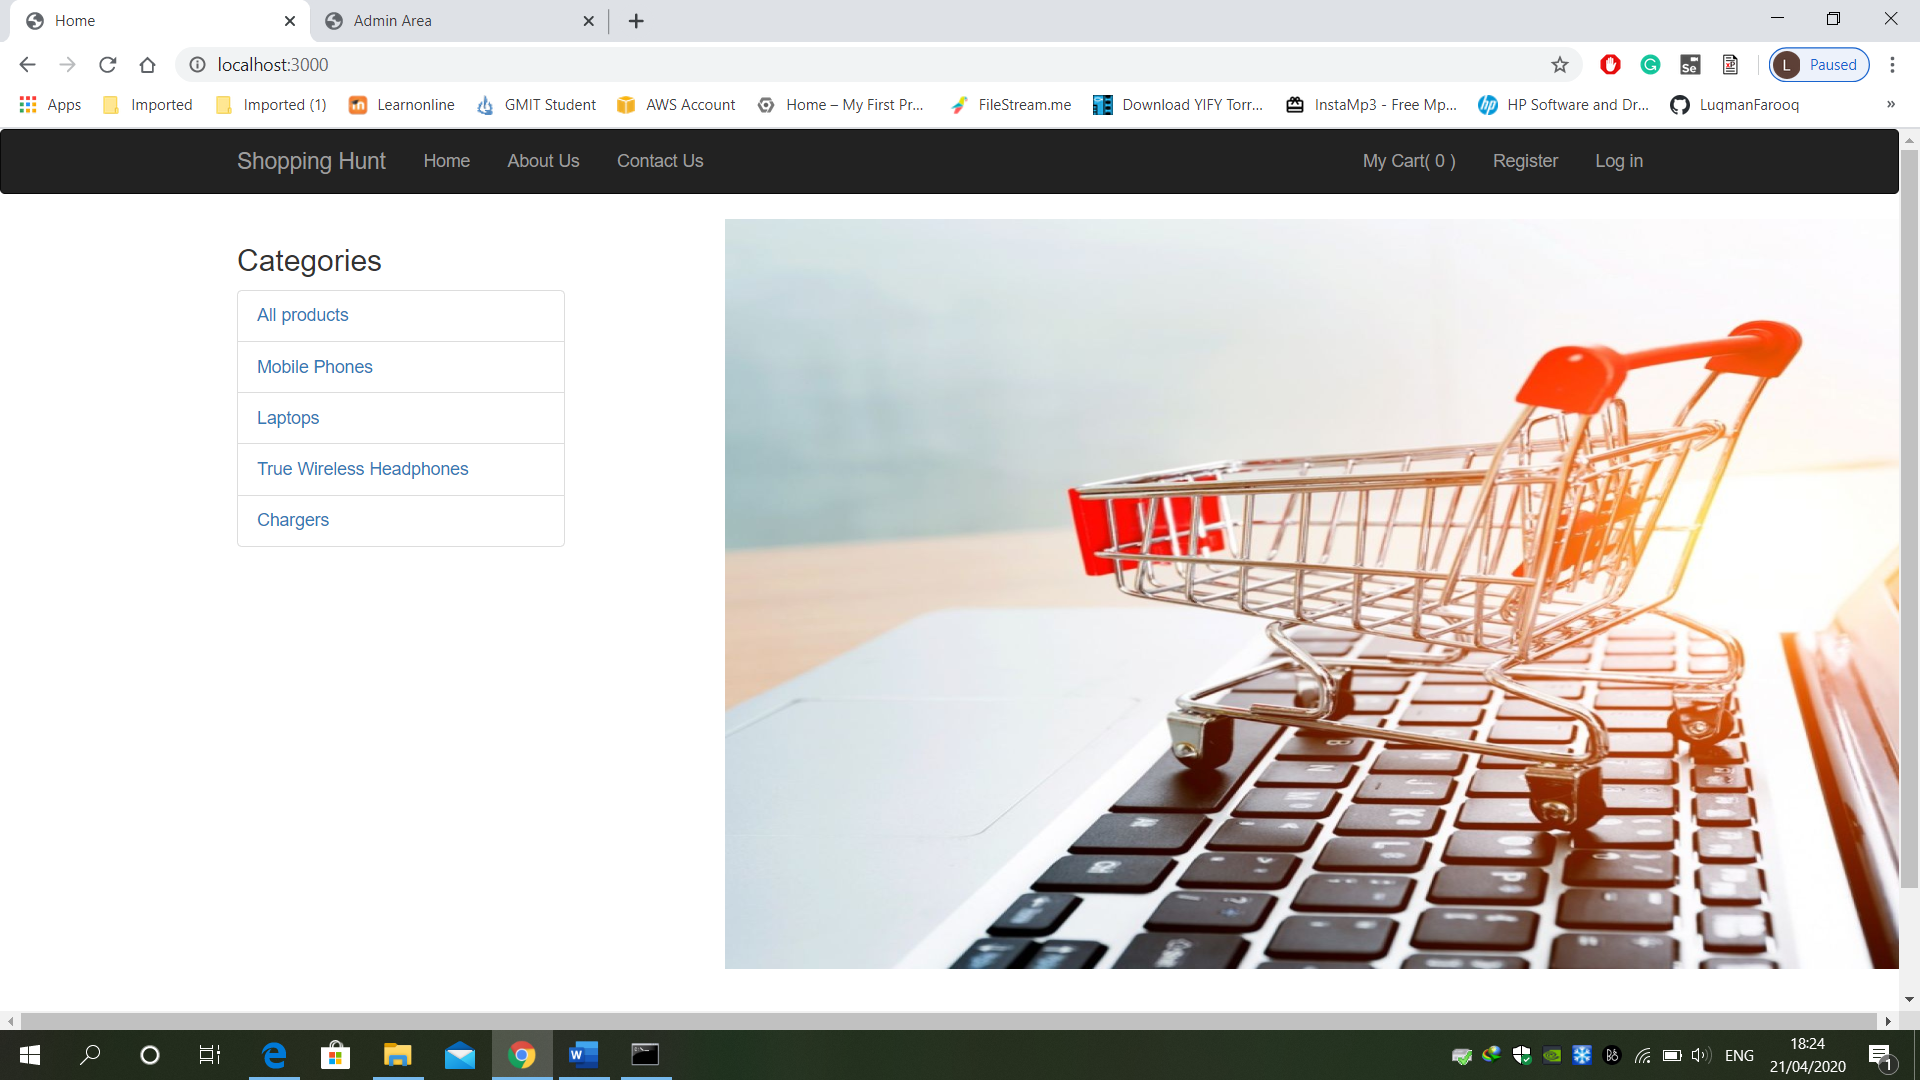 Home
Admin Area
localhost:3000
L Paused
Apps Imported Imported (1) Learnonline GMIT Student AWS Account Home – My First Pr... FileStream.me Download YIFY Torr... InstaMp3 - Free Mp... HP Software and Dr... LuqmanFarooq »
Shopping Hunt Home About Us Contact Us My Cart( 0 ) Register Log in
Categories
All products
Mobile Phones
Laptops
True Wireless Headphones
Chargers
ENG
18:24
21/04/2020
1